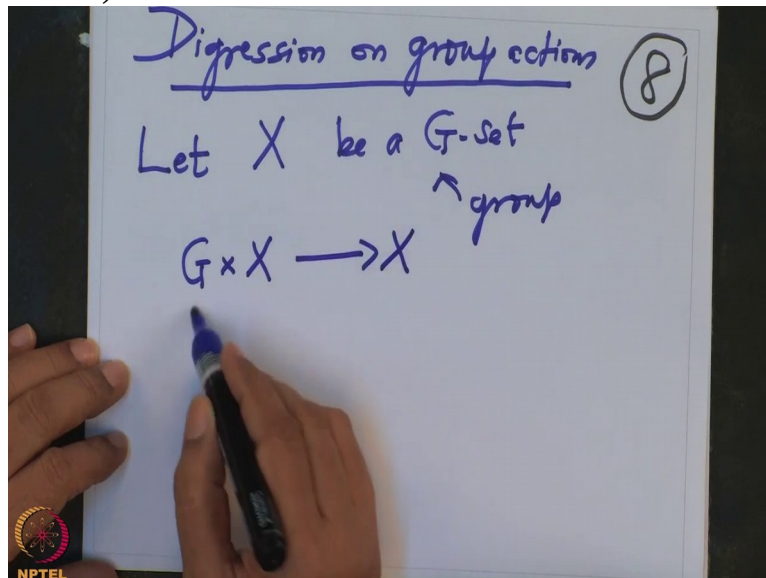 Digression on group actions
8
Let X be a G-set
↖ group
G × X ⟶ X
NPTEL